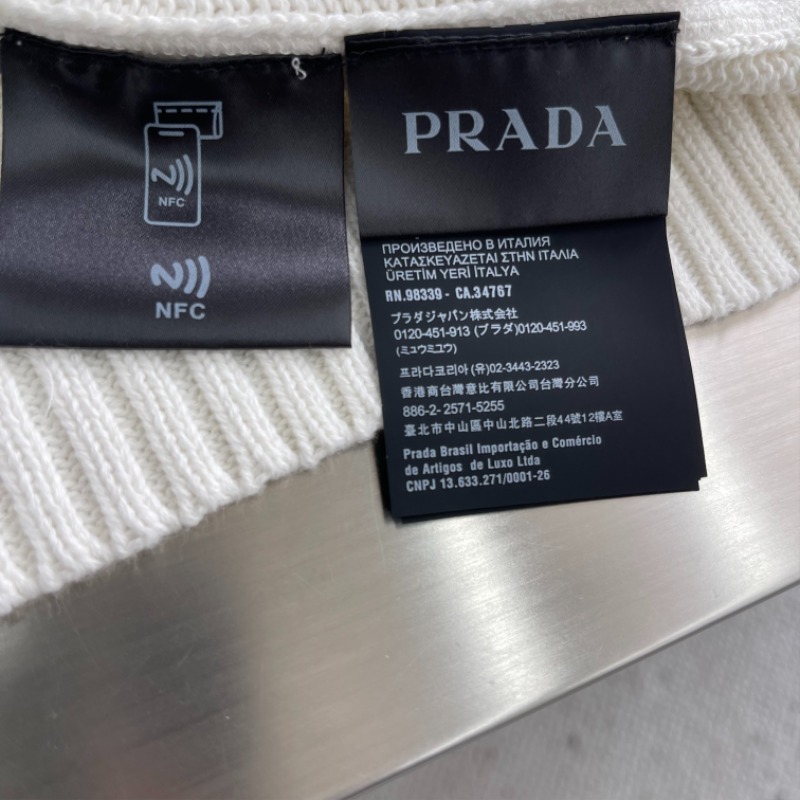 NFC
NFC
PRADA
ПРОИЗВЕДЕНО В ИТАЛИЯ
ΚΑΤΑΣΚΕΥΑΖΕΤΑΙ ΣΤΗΝ ΙΤΑΛΙΑ
ÜRETİM YERİ İTALYA
RN.98339 - CA.34767
プラダジャパン株式会社
0120-451-913 (プラダ)0120-451-993
(ミュウミュウ)
프라다코리아 (유)02-3443-2323
香港商台灣意比有限公司台灣分公司
886-2- 2571-5255
臺北市中山區中山北路二段44號12樓A室
Prada Brasil Importação e Comércio
de Artigos de Luxo Ltda
CNPJ 13.633.271/0001-26